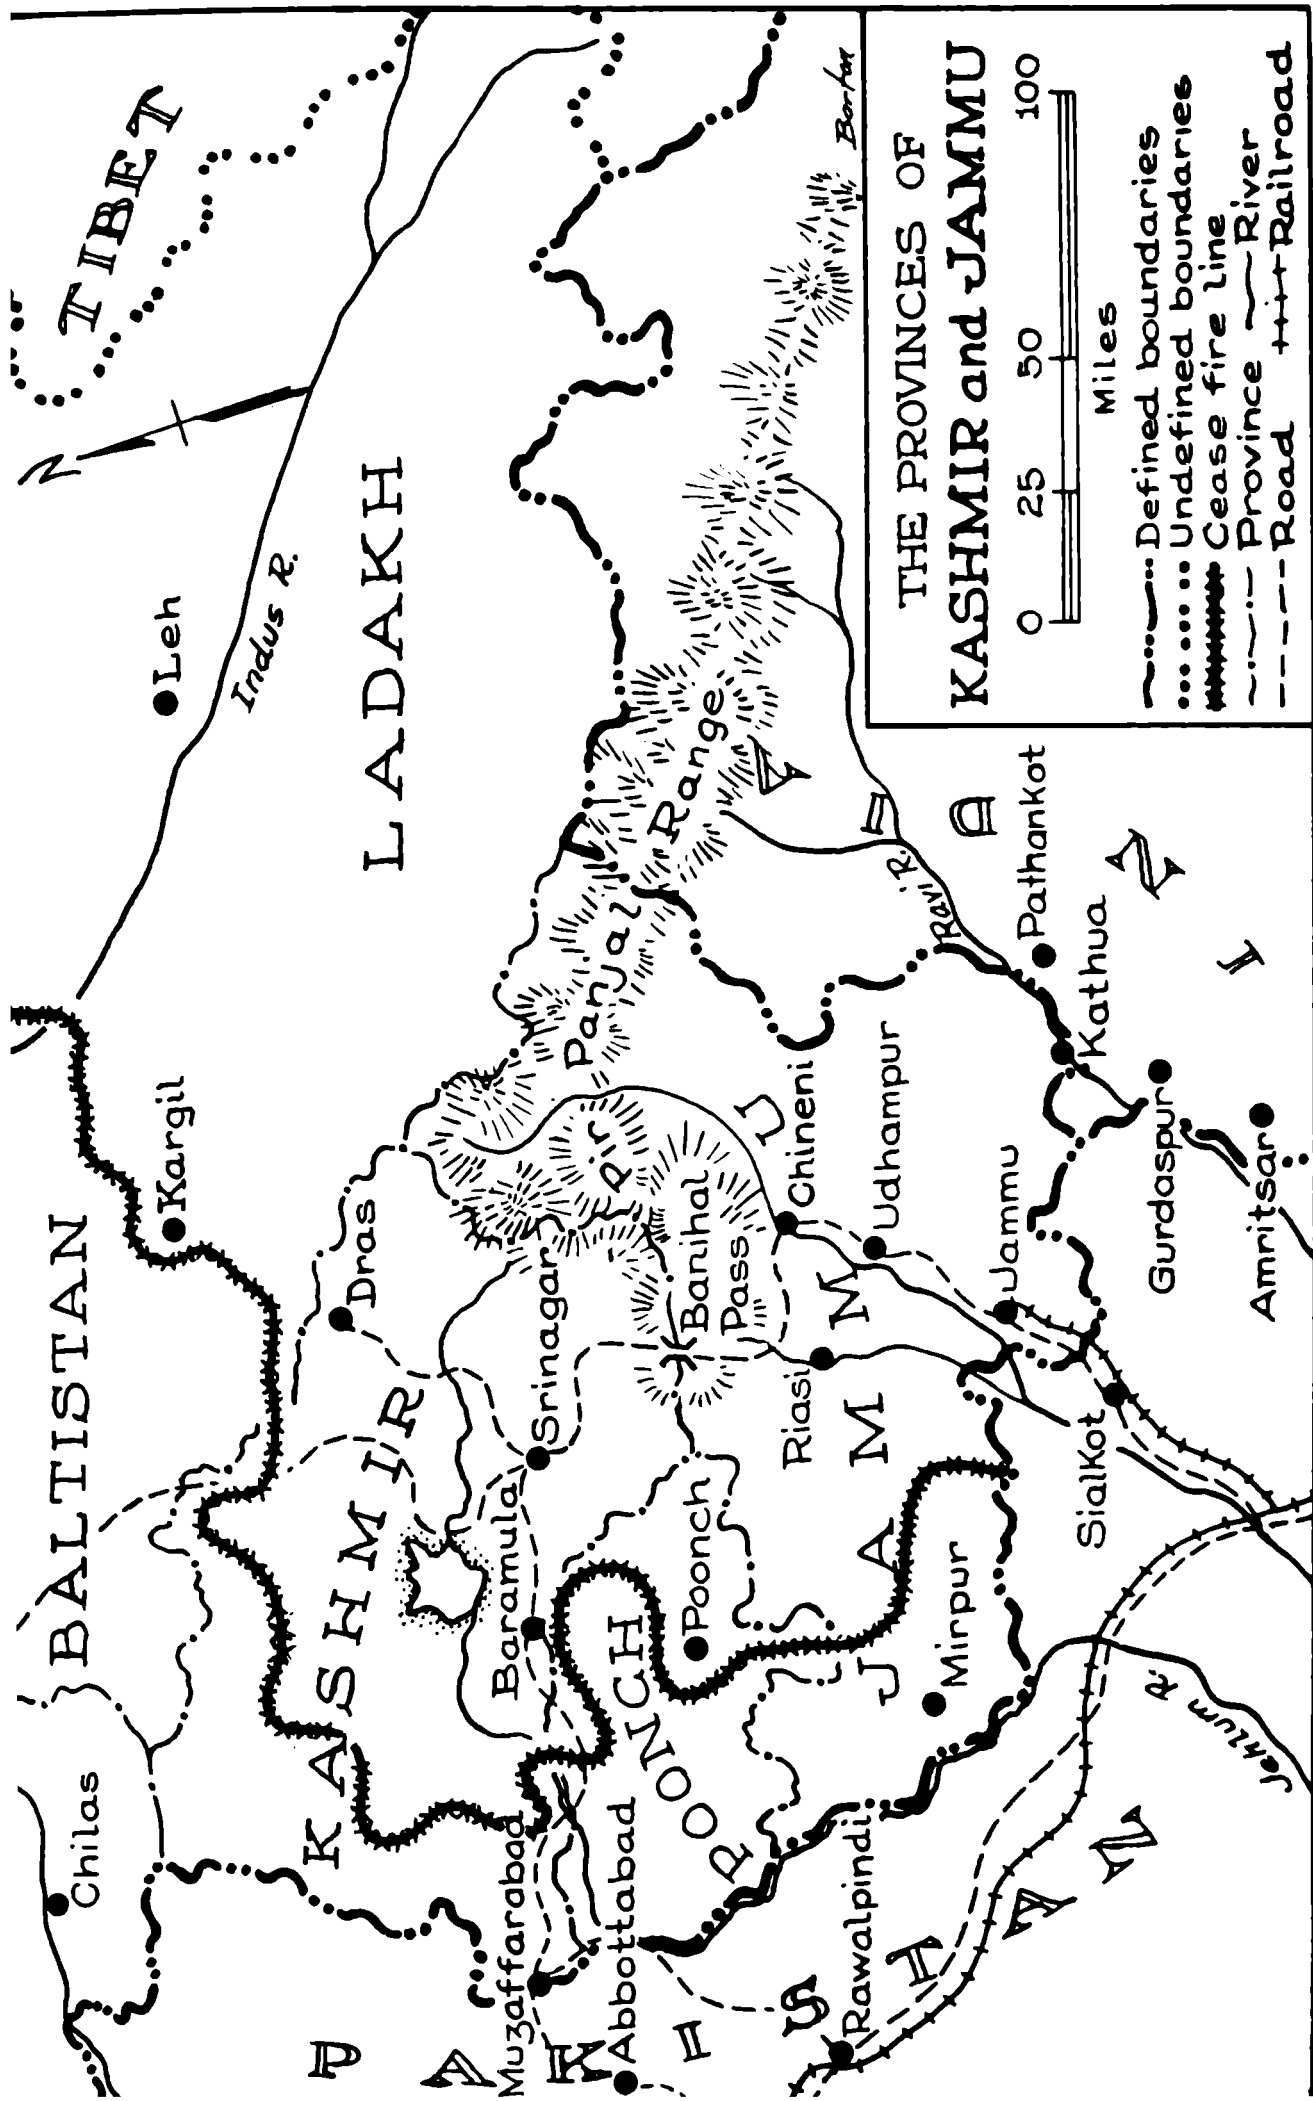 TIBET
BALTISTAN
LADAKH
KASHMIR
POONCH
JAMMU
PAKISTAN
INDIA
N
Chilas
Kargil
Leh
Indus R.
Dras
Muzaffarabad
Baramula
Srinagar
Abbottabad
Poonch
Banihal
Pass
Pir Panjal Range
Rawalpindi
Mirpur
Riasi
Chineni
Udhampur
Jammu
Ravi R.
Pathankot
Kathua
Sialkot
Gurdaspur
Amritsar
Jehlum R.
THE PROVINCES OF
KASHMIR and JAMMU
0 25 50 100
Miles
Defined boundaries
Undefined boundaries
Cease fire line
Province River
Road Railroad